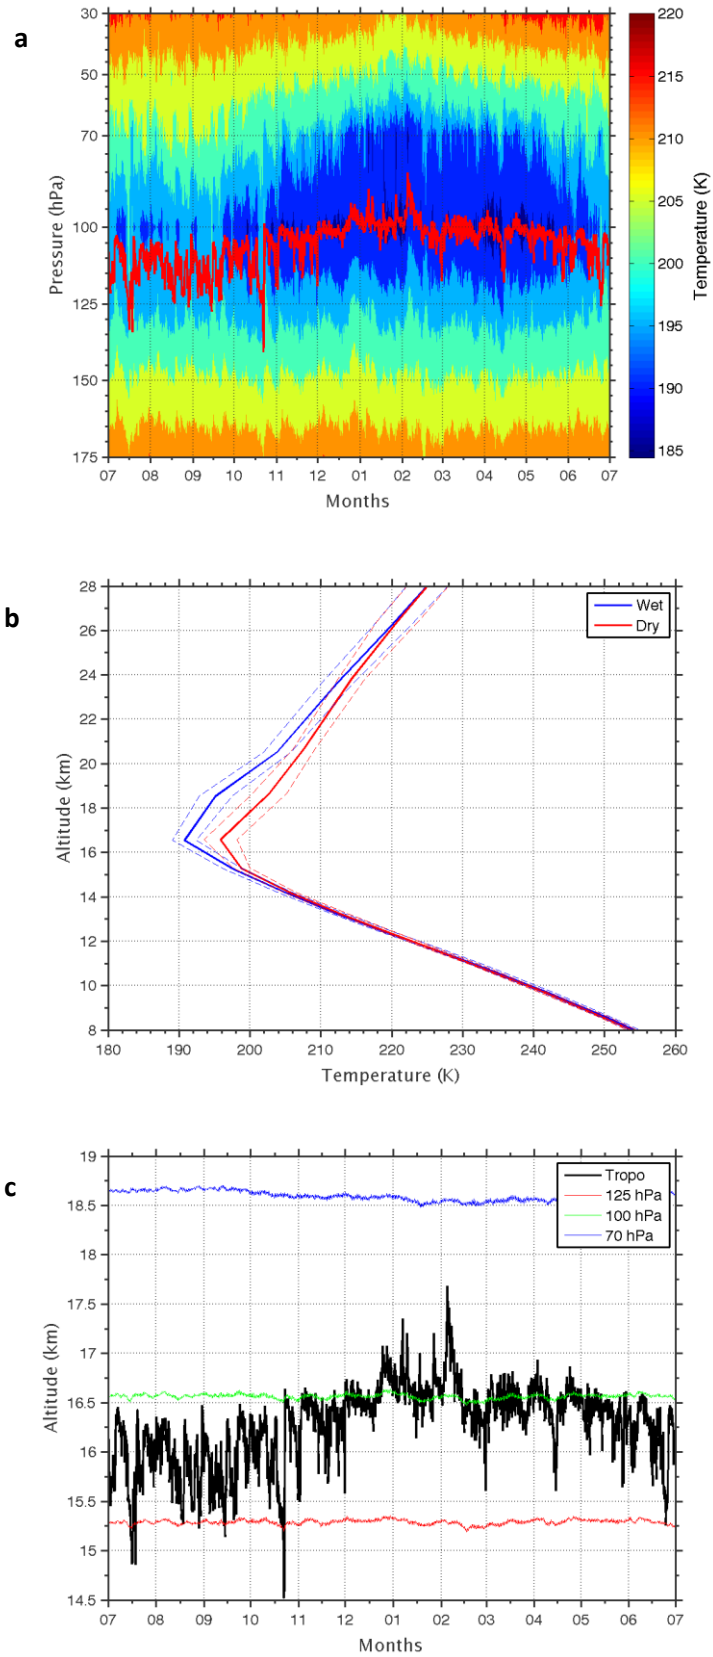 a
30
50
70
100
125
150
175
Pressure (hPa)
07 08 09 10 11 12 01 02 03 04 05 06 07
Months
220
215
210
205
200
195
190
185
Temperature (K)
b
28
26
24
22
20
18
16
14
12
10
8
Altitude (km)
Wet
Dry
180 190 200 210 220 230 240 250 260
Temperature (K)
c
19
18.5
18
17.5
17
16.5
16
15.5
15
14.5
Altitude (km)
Tropo
125 hPa
100 hPa
70 hPa
07 08 09 10 11 12 01 02 03 04 05 06 07
Months